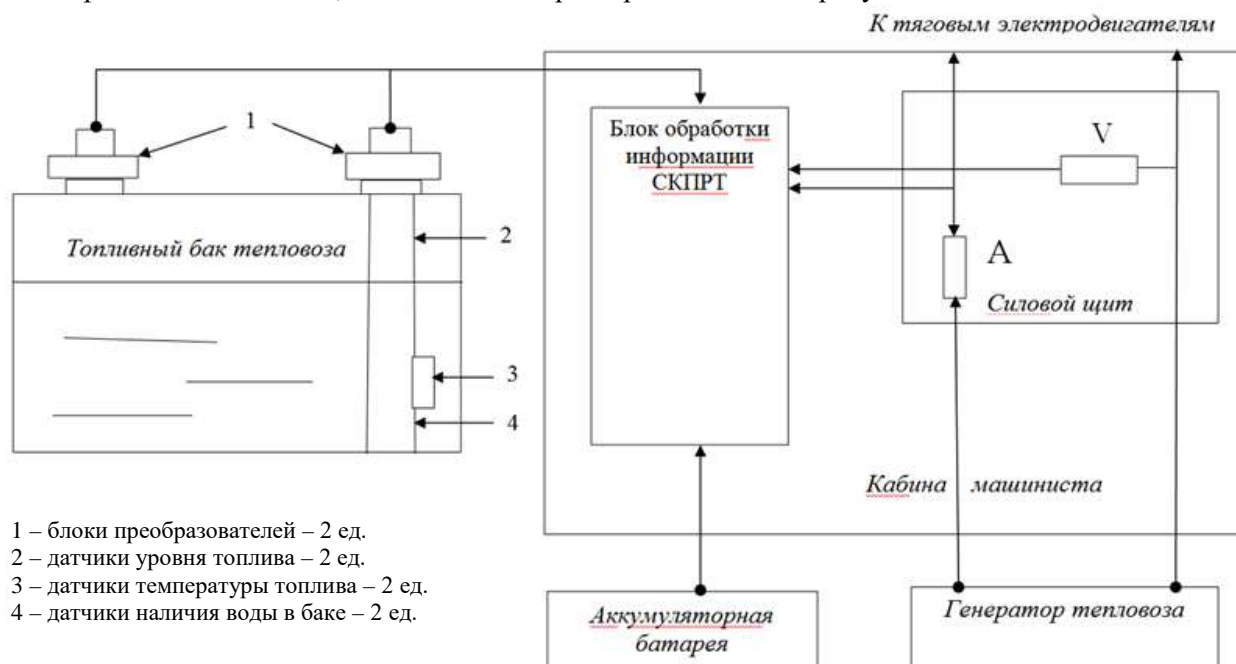 К тяговым электродвигателям
1
Блок обработки
информации
СКПРТ
V
Топливный бак тепловоза
2
А
Силовой щит
3
4
Кабина машиниста
1 – блоки преобразователей – 2 ед.
2 – датчики уровня топлива – 2 ед.
3 – датчики температуры топлива – 2 ед.
4 – датчики наличия воды в баке – 2 ед.
Аккумуляторная
батарея
Генератор тепловоза